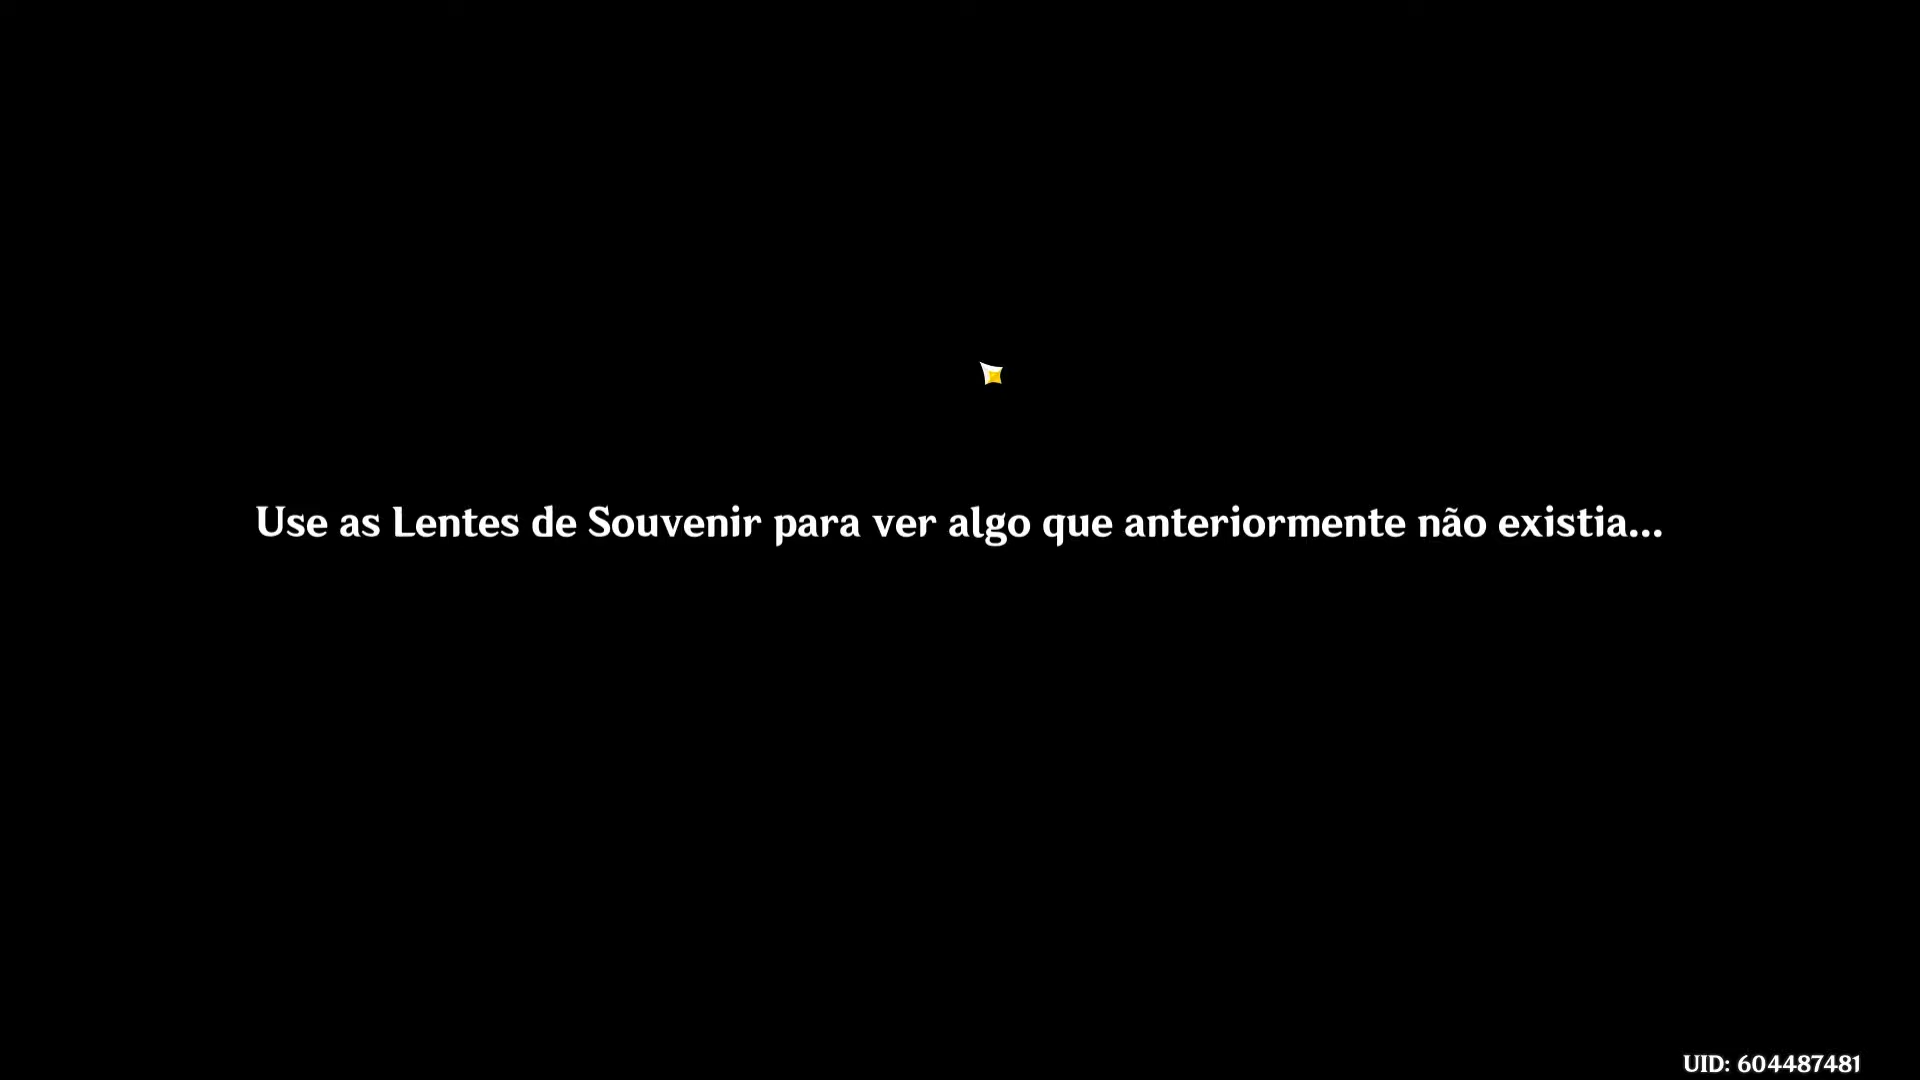 Use as Lentes de Souvenir para ver algo que anteriormente não existia...
UID: 604487481